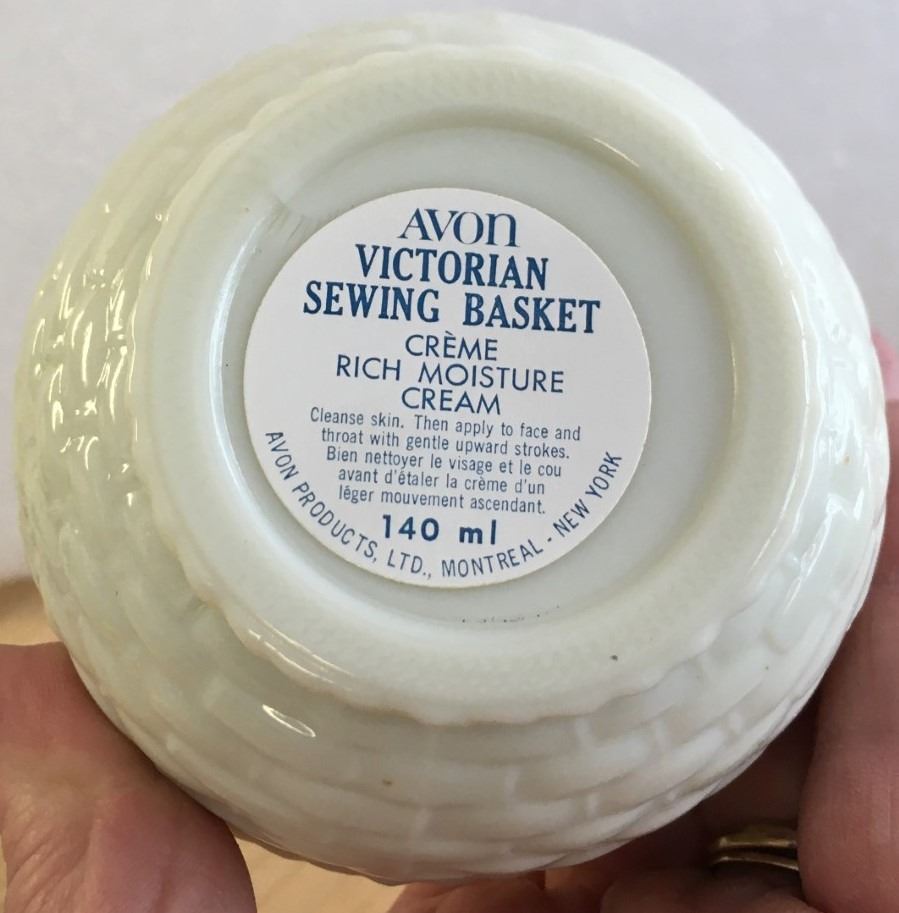 AVON
VICTORIAN
SEWING BASKET
CRÈME
RICH MOISTURE
CREAM
Cleanse skin. Then apply to face and
throat with gentle upward strokes.
Bien nettoyer le visage et le cou
avant d'étaler la crème d'un
léger mouvement ascendant.
140 ml
AVON PRODUCTS, LTD., MONTREAL - NEW YORK